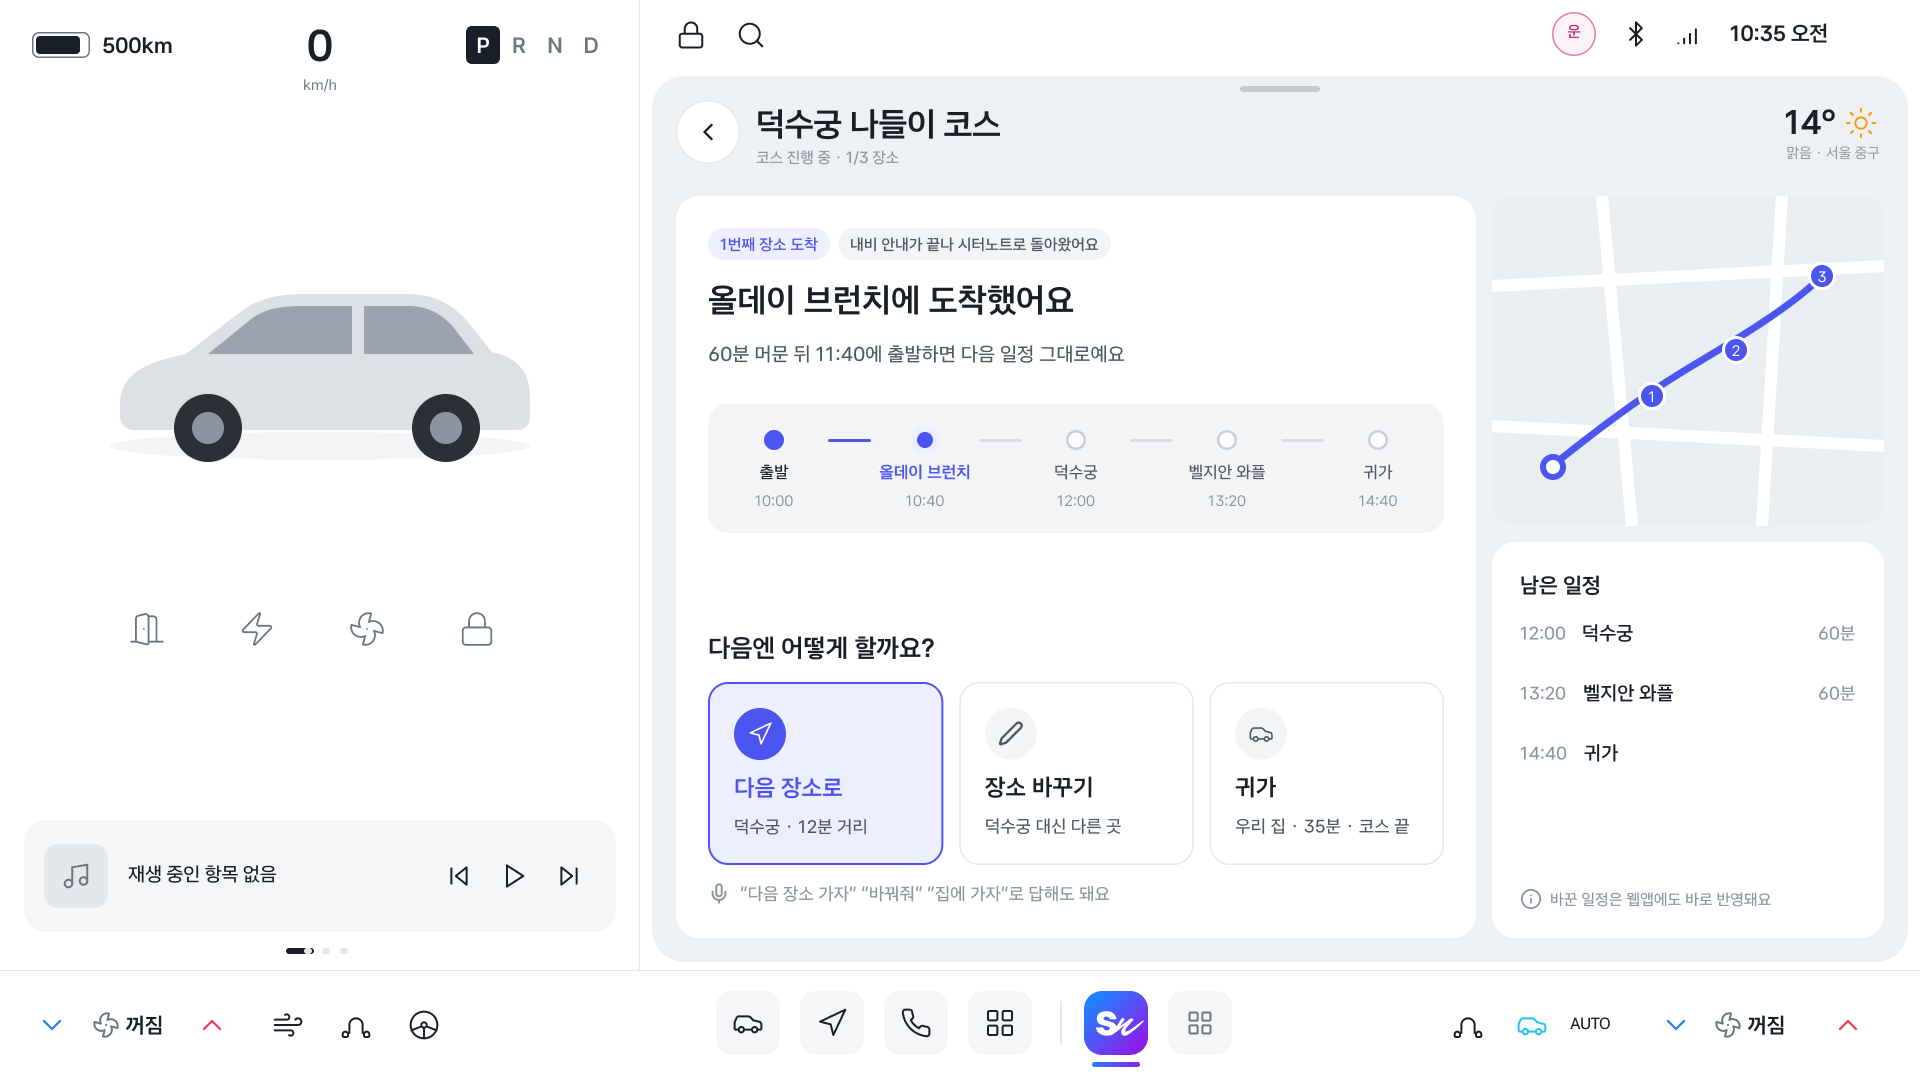 500km
0
km/h
P R N D
운
10:35 오전
덕수궁 나들이 코스
코스 진행 중 · 1/3 장소
14°
맑음 · 서울 중구
1번째 장소 도착
내비 안내가 끝나 시터노트로 돌아왔어요
올데이 브런치에 도착했어요
60분 머문 뒤 11:40에 출발하면 다음 일정 그대로예요
출발
10:00
올데이 브런치
10:40
덕수궁
12:00
벨지안 와플
13:20
귀가
14:40
다음엔 어떻게 할까요?
다음 장소로
덕수궁 · 12분 거리
장소 바꾸기
덕수궁 대신 다른 곳
귀가
우리 집 · 35분 · 코스 끝
"다음 장소 가자" "바꿔줘" "집에 가자"로 답해도 돼요
1
2
3
남은 일정
12:00 덕수궁 60분
13:20 벨지안 와플 60분
14:40 귀가
바꾼 일정은 웹앱에도 바로 반영돼요
재생 중인 항목 없음
꺼짐
Sn
AUTO
꺼짐